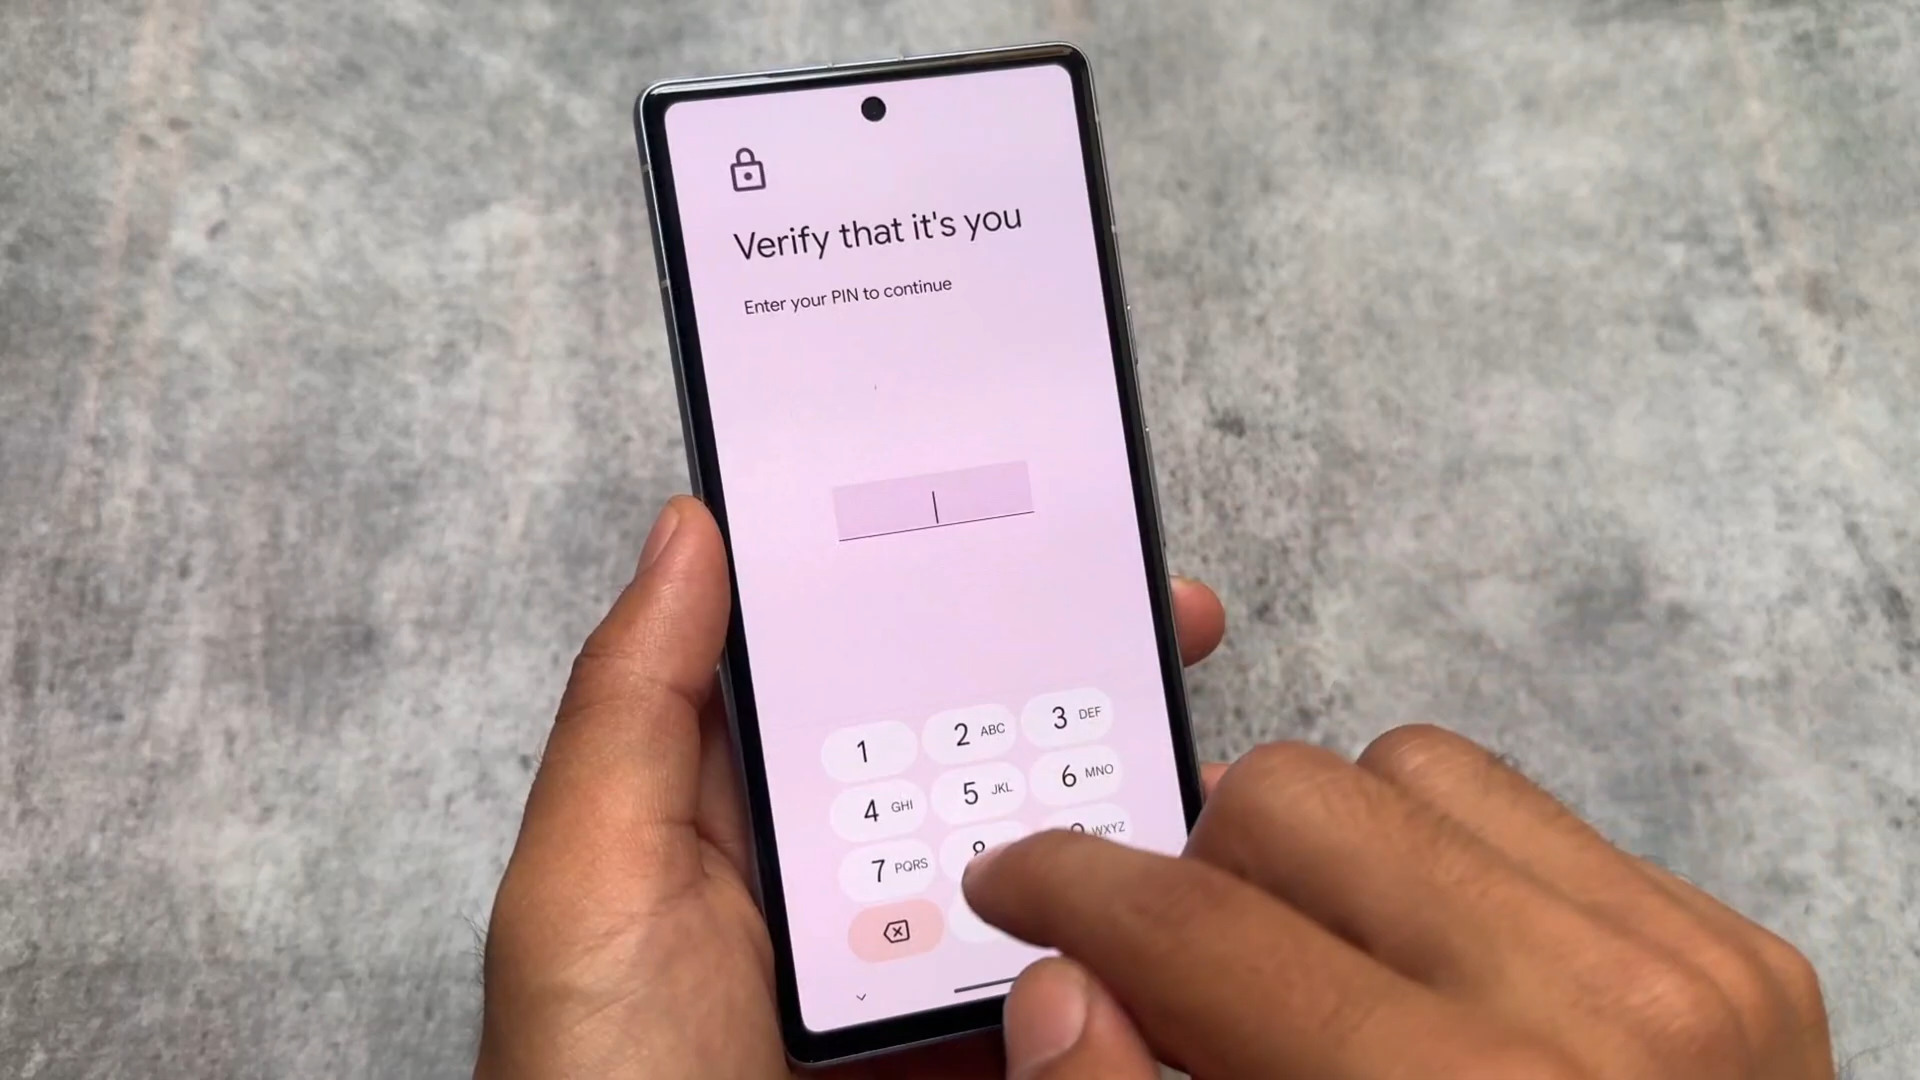 Verify that it's you
Enter your PIN to continue
1 2 ABC 3 DEF
4 GHI 5 JKL 6 MNO
7 PQRS 8 WXYZ